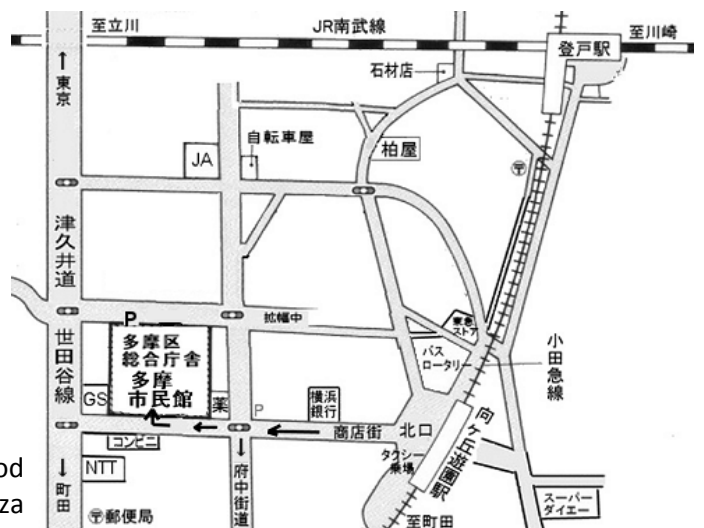 至立川
JR南武線
至川崎
登戸駅
石材店
↑
東京
自転車屋
JA
柏屋
〒
津久井道
P
拡幅中
東急
ストア
多摩区
総合庁舎
多摩
市民館
世田谷線
バス
ロータリー
小田急線
GS
薬
P
横浜
銀行
商店街
北口
コンビニ
タクシー
乗場
向ヶ丘遊園駅
NTT
↓
町田
↓
府中街道
スーパー
ダイエー
〒郵便局
至町田
od
za